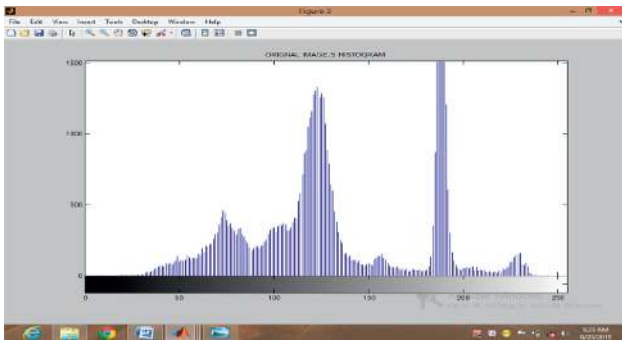 Figure 2
File Edit View Insert Tools Desktop Window Help
ORIGNAL IMAGE,S HISTOGRAM
1500
1000
500
0
0 50 100 150 200 250